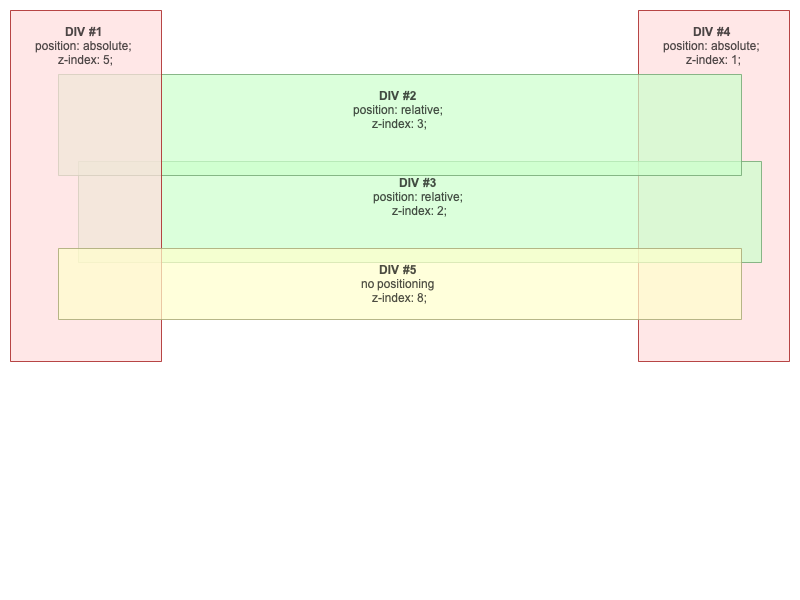 DIV #1
position: absolute;
z-index: 5;
DIV #4
position: absolute;
z-index: 1;
DIV #2
position: relative;
z-index: 3;
DIV #3
position: relative;
z-index: 2;
DIV #5
no positioning
z-index: 8;